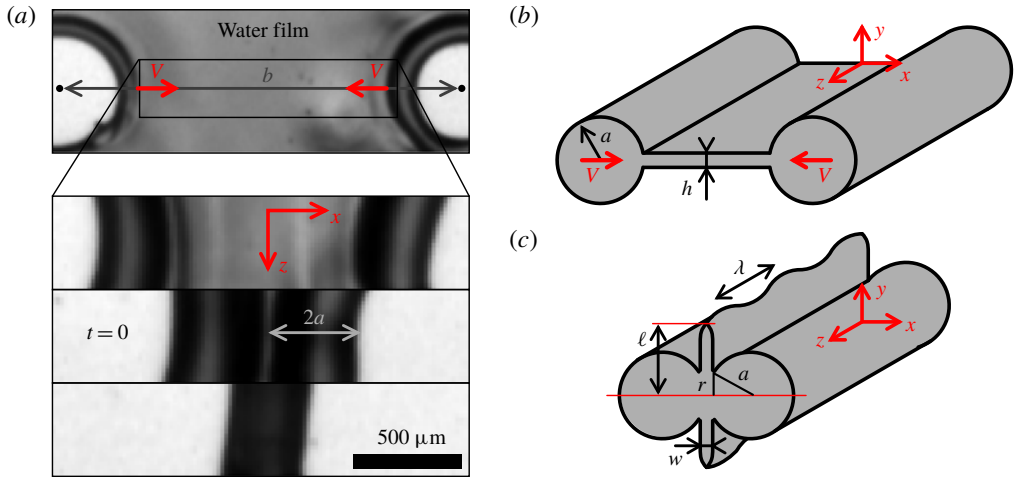 (a)
Water film
V
b
V
x
z
t = 0
2a
500 μm
(b)
y
x
z
a
V
V
h
(c)
λ
y
x
z
ℓ
r
a
w